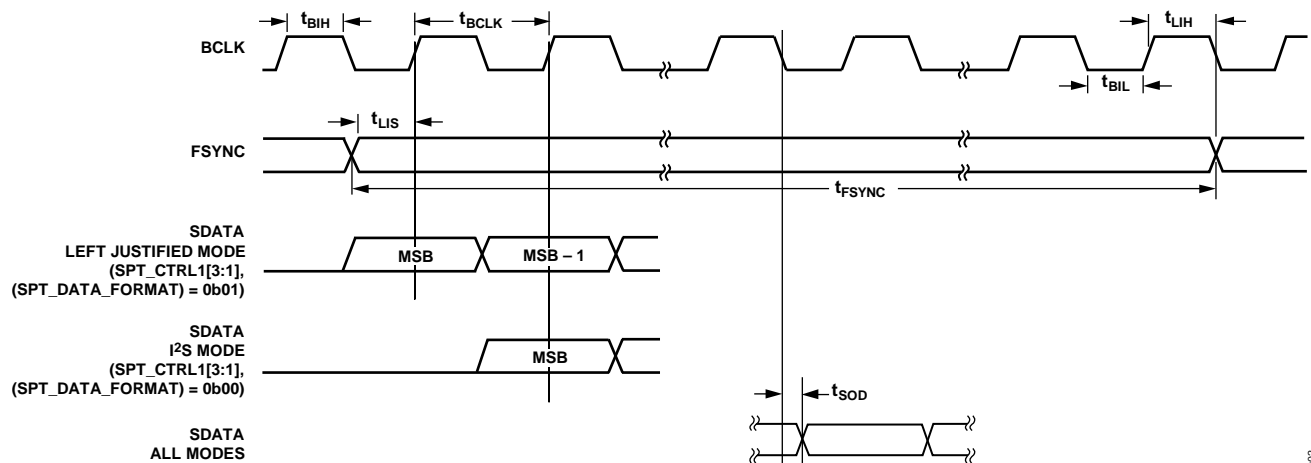 tBIH
tBCLK
tLIH
BCLK
tBIL
tLIS
FSYNC
tFSYNC
SDATA
LEFT JUSTIFIED MODE
(SPT_CTRL1[3:1],
(SPT_DATA_FORMAT) = 0b01)
MSB
MSB – 1
SDATA
I2S MODE
(SPT_CTRL1[3:1],
(SPT_DATA_FORMAT) = 0b00)
MSB
tSOD
SDATA
ALL MODES